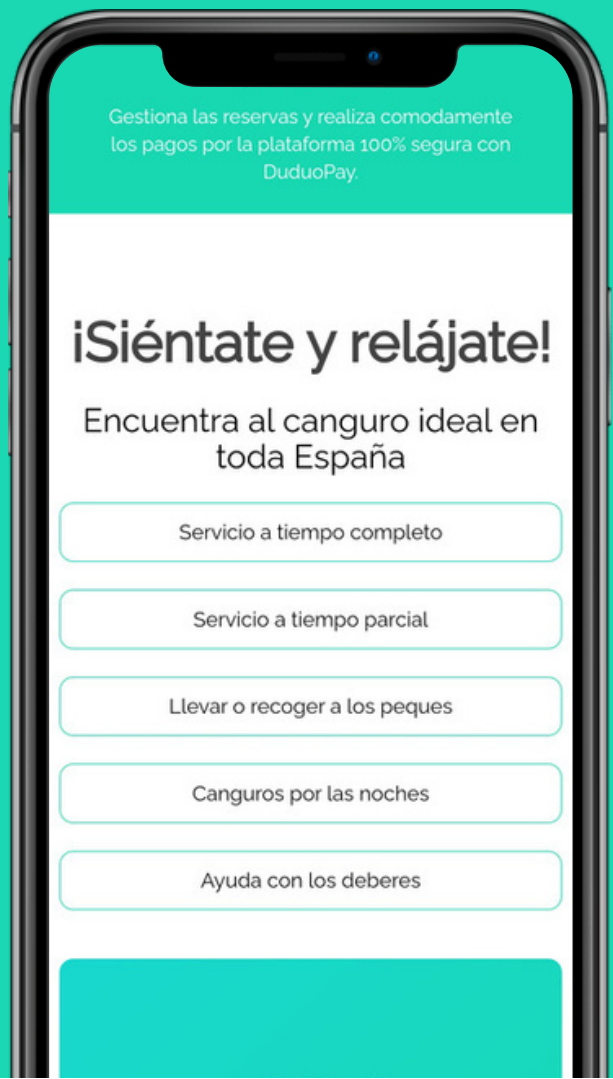 Gestiona las reservas y realiza comodamente
los pagos por la plataforma 100% segura con
DuduoPay.
¡Siéntate y relájate!
Encuentra al canguro ideal en
toda España
Servicio a tiempo completo
Servicio a tiempo parcial
Llevar o recoger a los peques
Canguros por las noches
Ayuda con los deberes